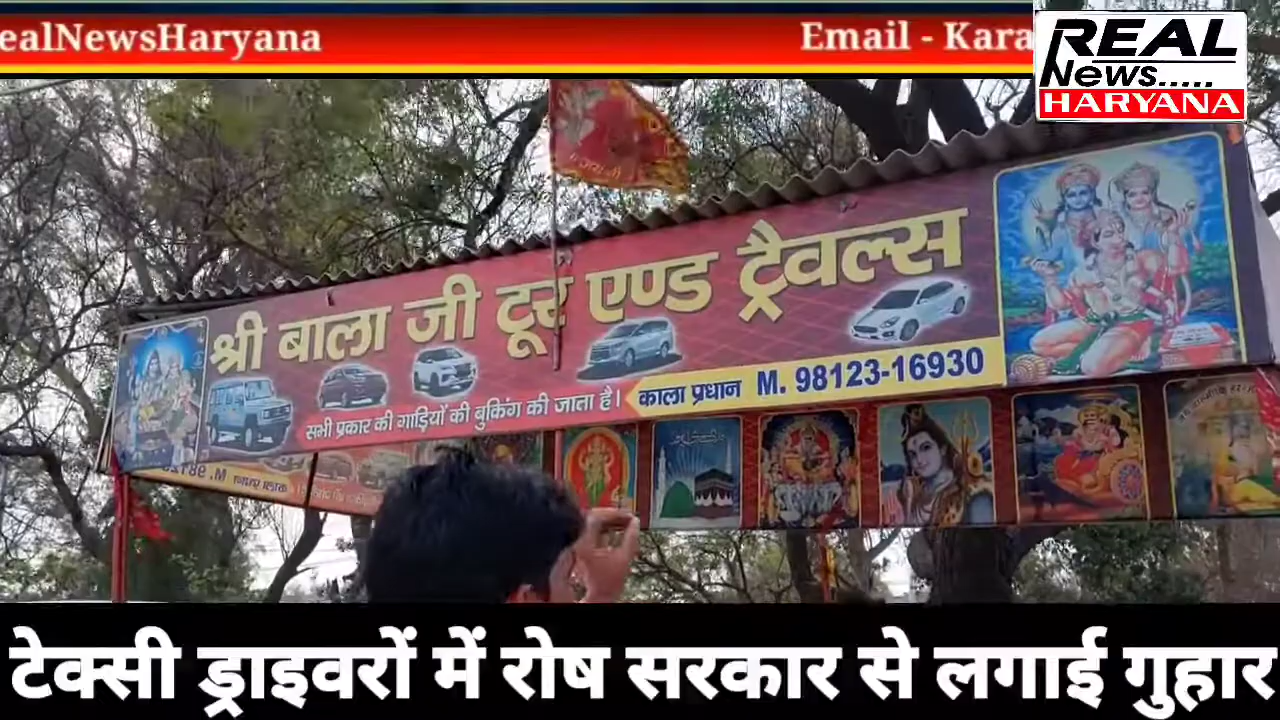 ealNewsHaryana
Email - Kara
REAL
News.....
HARYANA
श्री बाला जी टूर एण्ड ट्रैवल्स
सभी प्रकार की गाड़ियों की बुकिंग की जाता है।
काला प्रधान M. 98123-16930
टेक्सी ड्राइवरों में रोष सरकार से लगाई गुहार